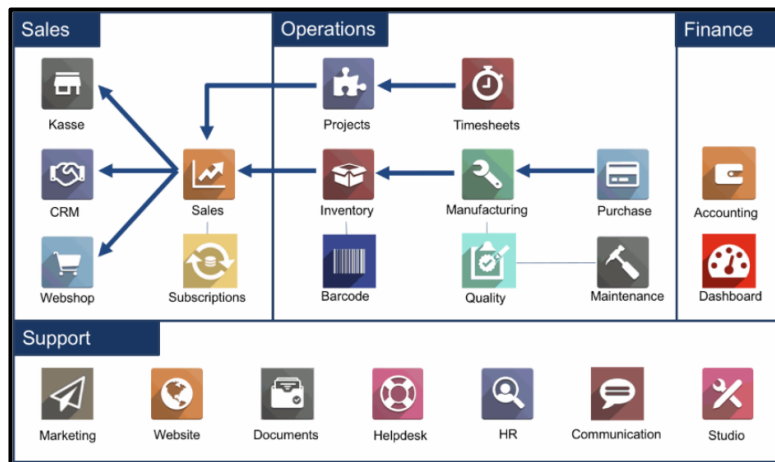 Sales
Operations
Finance
Kasse
Projects
Timesheets
CRM
Sales
Inventory
Manufacturing
Purchase
Accounting
Webshop
Subscriptions
Barcode
Quality
Maintenance
Dashboard
Support
Marketing
Website
Documents
Helpdesk
HR
Communication
Studio